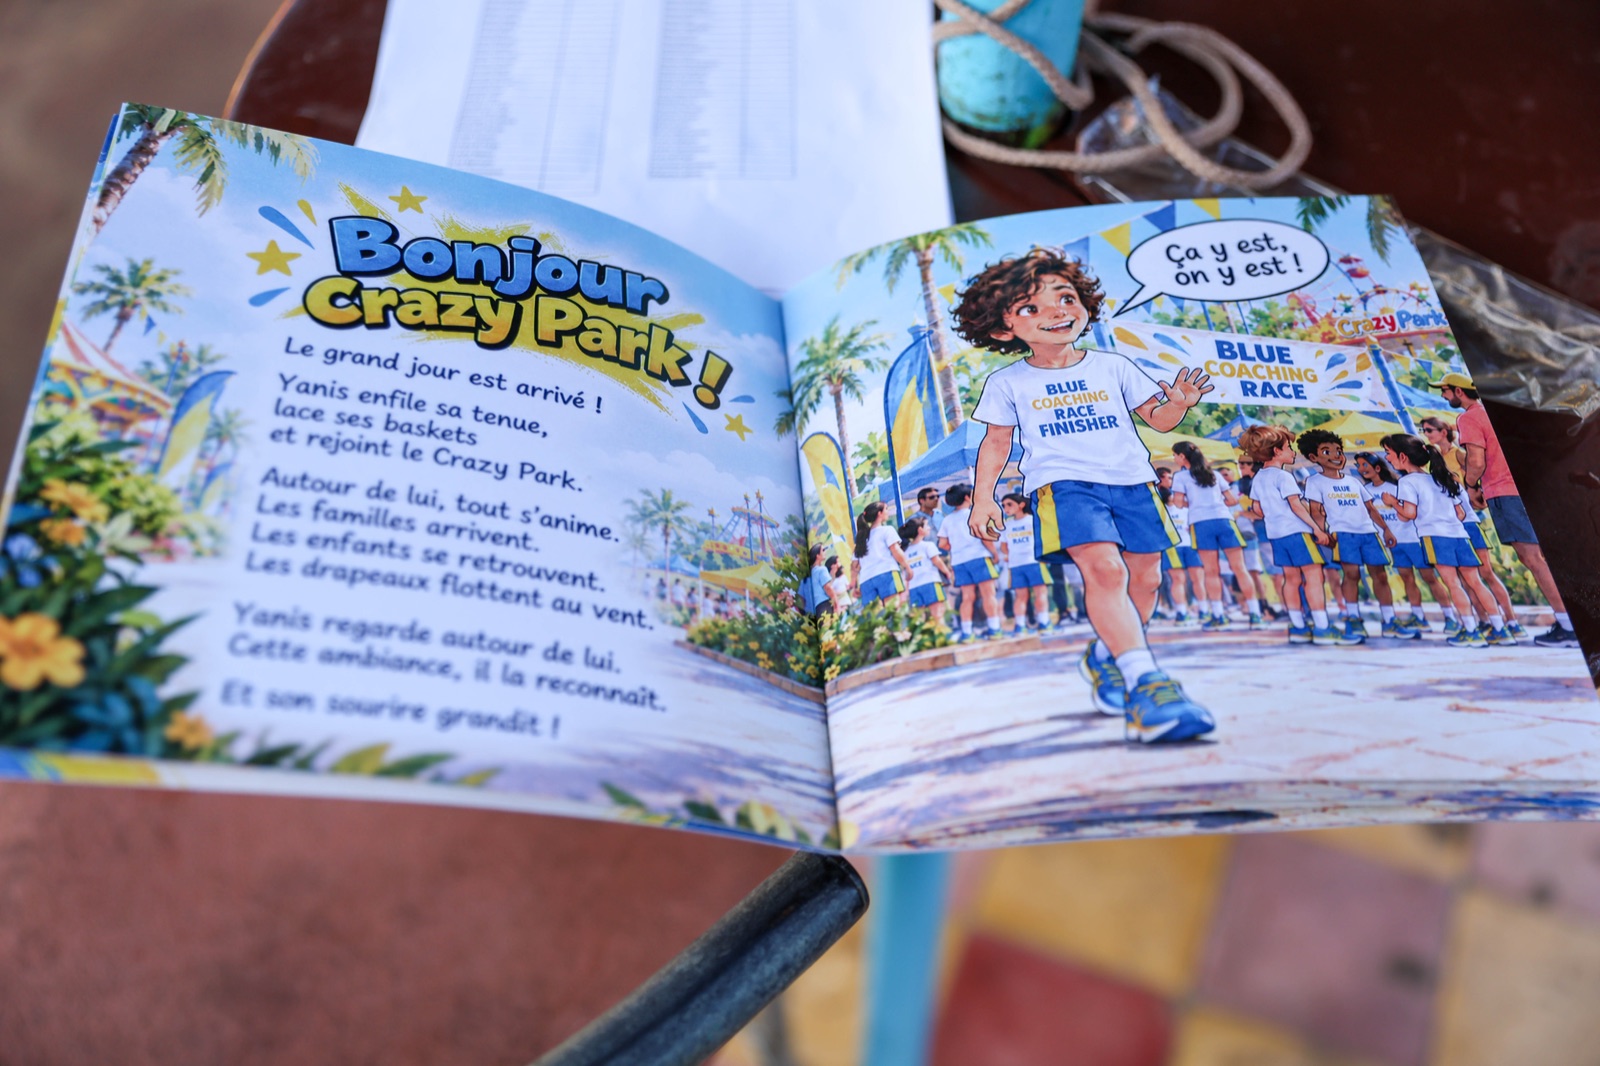 Bonjour
Crazy Park !
Le grand jour est arrivé !
Yanis enfile sa tenue,
lace ses baskets
et rejoint le Crazy Park.
Autour de lui, tout s'anime.
Les familles arrivent.
Les enfants se retrouvent.
Les drapeaux flottent au vent.
Yanis regarde autour de lui.
Cette ambiance, il la reconnaît.
Et son sourire grandit !
Ça y est,
on y est !
Crazy Park
BLUE
COACHING
RACE
BLUE
COACHING
RACE
FINISHER
BLUE
COACHING
RACE